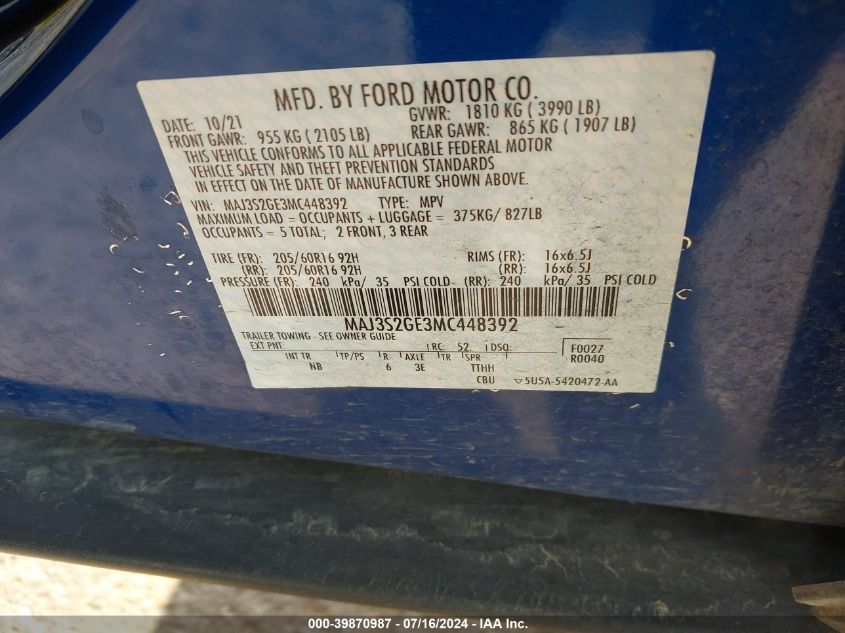 MFD. BY FORD MOTOR CO.
DATE: 10/21 GVWR: 1810 KG ( 3990 LB)
FRONT GAWR: 955 KG ( 2105 LB) REAR GAWR: 865 KG ( 1907 LB)
THIS VEHICLE CONFORMS TO ALL APPLICABLE FEDERAL MOTOR
VEHICLE SAFETY AND THEFT PREVENTION STANDARDS
IN EFFECT ON THE DATE OF MANUFACTURE SHOWN ABOVE.
VIN: MAJ3S2GE3MC448392 TYPE: MPV
MAXIMUM LOAD = OCCUPANTS + LUGGAGE = 375KG/ 827LB
OCCUPANTS = 5 TOTAL; 2 FRONT, 3 REAR
TIRE (FR): 205/60R16 92H RIMS (FR): 16x6.5J
(RR): 205/60R16 92H (RR): 16x6.5J
PRESSURE (FR): 240 kPa/ 35 PSI COLD (RR): 240 kPa/ 35 PSI COLD
MAJ3S2GE3MC448392
TRAILER TOWING - SEE OWNER GUIDE
EXT PNT: RC: 52 DSO: F0027
R0040
INT TR TP/PS R AXLE TR SPR
NB 6 3E TTHH
CBU 5U5A-5420472-AA
000-39870987 - 07/16/2024 - IAA Inc.